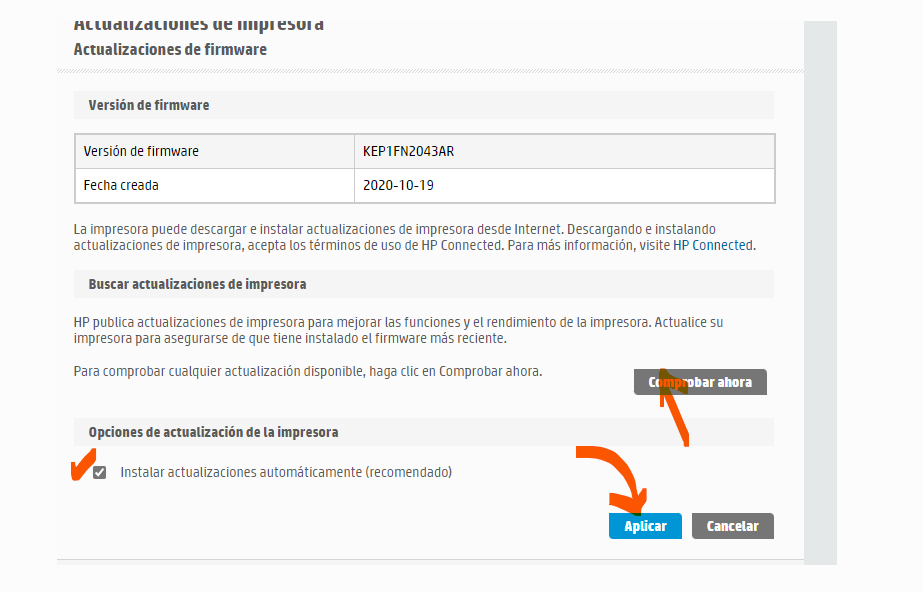 Actualizaciones de impresora
Actualizaciones de firmware
Versión de firmware
Versión de firmware KEP1FN2043AR
Fecha creada 2020-10-19
La impresora puede descargar e instalar actualizaciones de impresora desde Internet. Descargando e instalando
actualizaciones de impresora, acepta los términos de uso de HP Connected. Para más información, visite HP Connected.
Buscar actualizaciones de impresora
HP publica actualizaciones de impresora para mejorar las funciones y el rendimiento de la impresora. Actualice su
impresora para asegurarse de que tiene instalado el firmware más reciente.
Para comprobar cualquier actualización disponible, haga clic en Comprobar ahora.
Comprobar ahora
Opciones de actualización de la impresora
Instalar actualizaciones automáticamente (recomendado)
Aplicar Cancelar